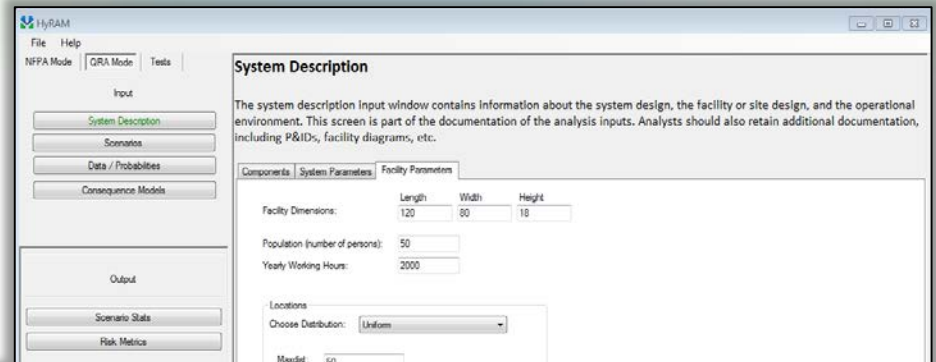 HyRAM
File Help
NFPA Mode QRA Mode Tests
Input
System Description
Scenarios
Data / Probabilities
Consequence Models
Output
Scenario Stats
Risk Metrics
System Description
The system description input window contains information about the system design, the facility or site design, and the operational
environment. This screen is part of the documentation of the analysis inputs. Analysts should also retain additional documentation,
including P&IDs, facility diagrams, etc.
Components System Parameters Facility Parameters
Length Width Height
Facility Dimensions: 120 80 18
Population (number of persons): 50
Yearly Working Hours: 2000
Locations
Choose Distribution: Uniform
Maxdist: 50